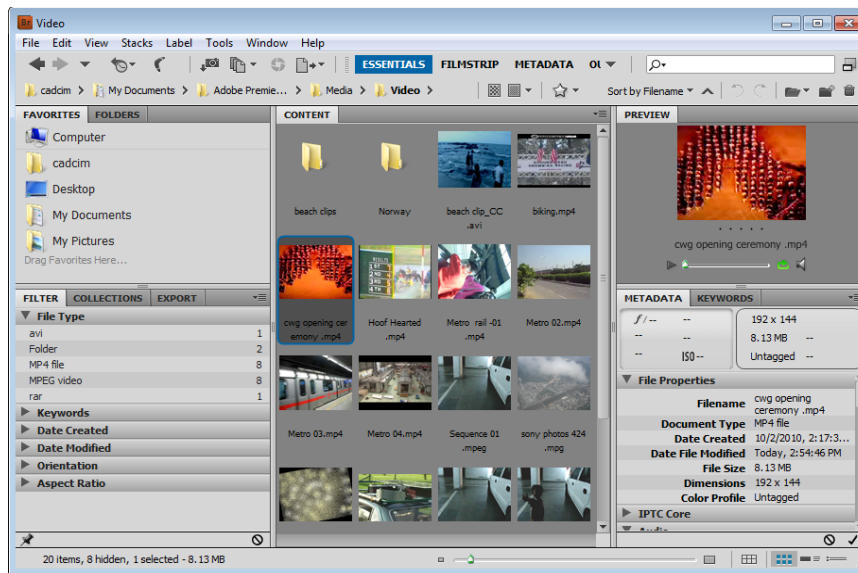 Br Video
File Edit View Stacks Label Tools Window Help
ESSENTIALS FILMSTRIP METADATA OU
cadcim > My Documents > Adobe Premie... > Media > Video > Sort by Filename
FAVORITES FOLDERS
Computer
cadcim
Desktop
My Documents
My Pictures
Drag Favorites Here...
FILTER COLLECTIONS EXPORT
File Type
avi 1
Folder 2
MP4 file 8
MPEG video 8
rar 1
Keywords
Date Created
Date Modified
Orientation
Aspect Ratio
CONTENT
beach clips Norway beach clip_CC biking.mp4
.avi
cwg opening cer Hoof Hearted Metro rail -01 Metro 02.mp4
emony .mp4 .mp4 .mp4
Metro 03.mp4 Metro 04.mp4 Sequence 01 sony photos 424
.mpeg .mpg
PREVIEW
cwg opening ceremony .mp4
METADATA KEYWORDS
f/-- -- 192 x 144
-- -- 8.13 MB --
-- ISO-- Untagged --
File Properties
Filename cwg opening
ceremony .mp4
Document Type MP4 file
Date Created 10/2/2010, 2:17:3...
Date File Modified Today, 2:54:46 PM
File Size 8.13 MB
Dimensions 192 x 144
Color Profile Untagged
IPTC Core
Audio
20 items, 8 hidden, 1 selected - 8.13 MB